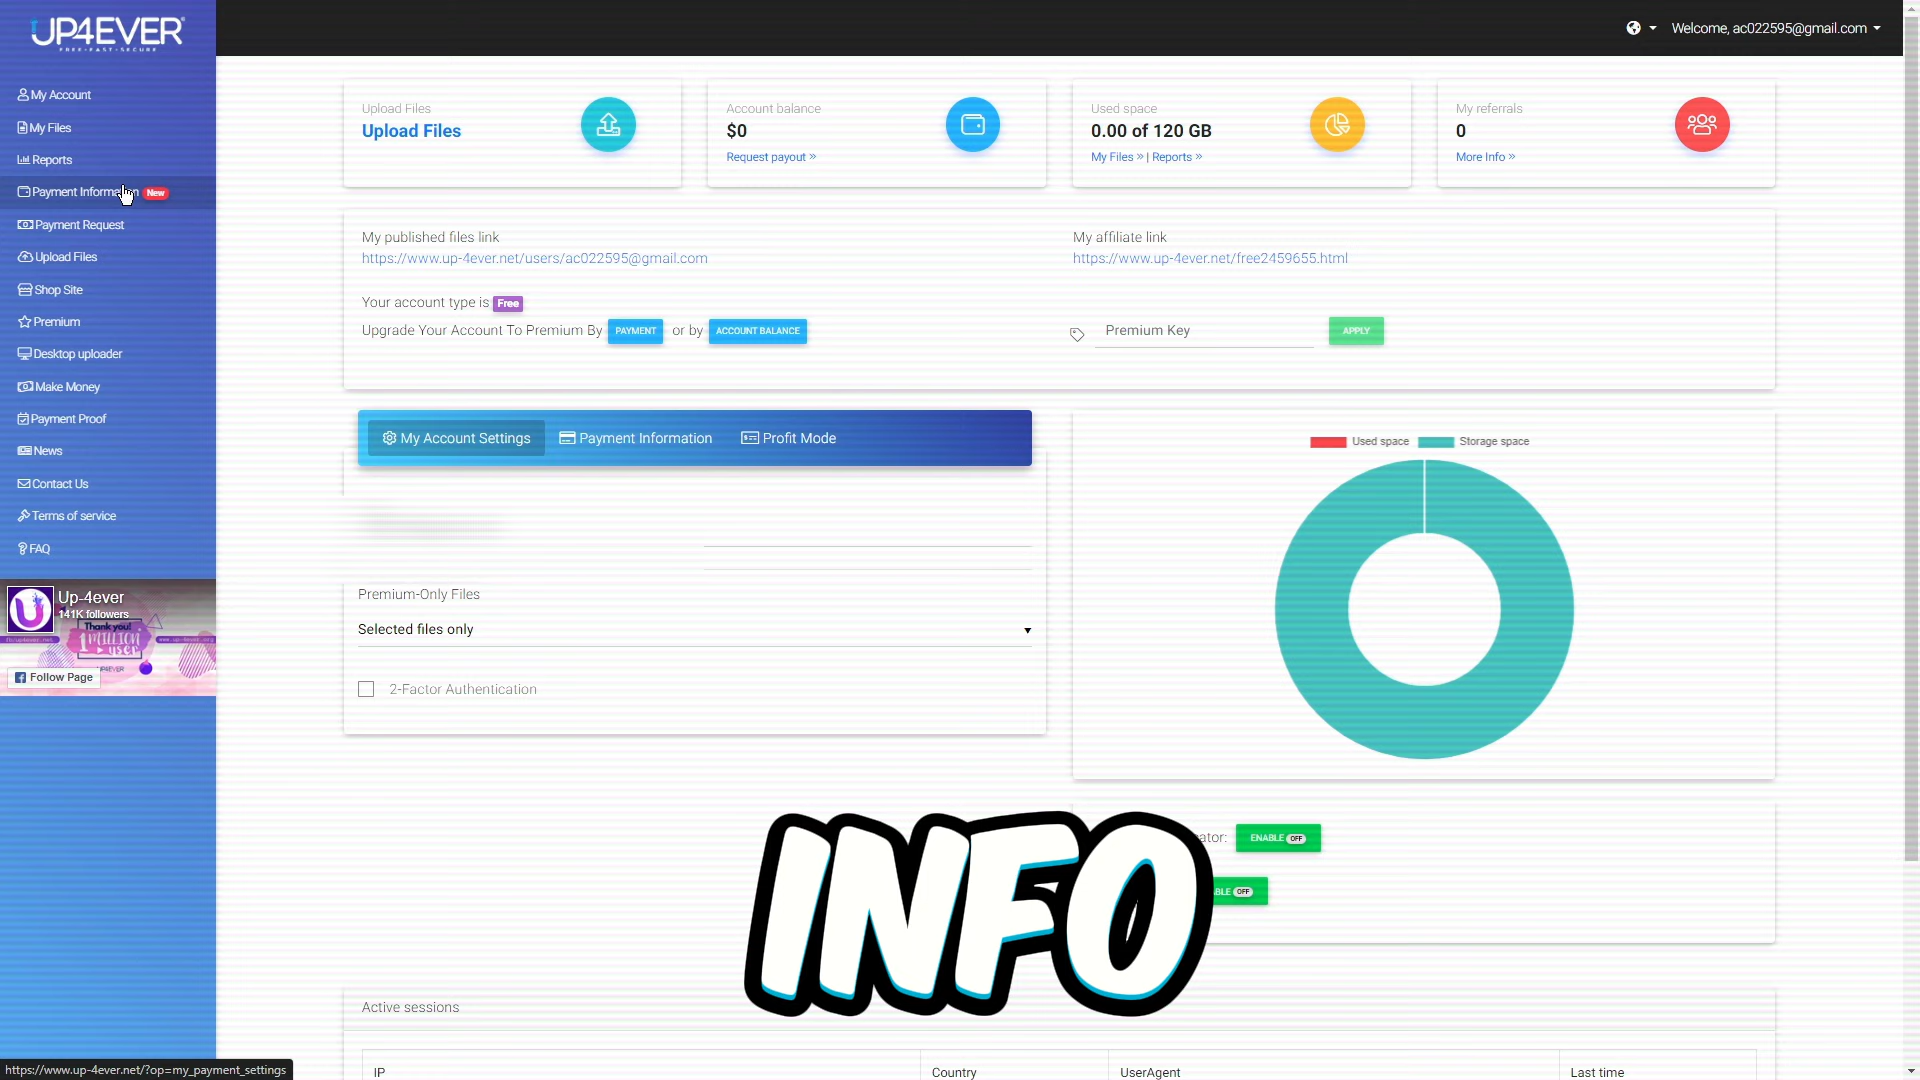 UP4EVER
FREE-FAST-SECURE
Welcome, ac022595@gmail.com
My Account
My Files
Reports
Payment Information New
Payment Request
Upload Files
Shop Site
Premium
Desktop uploader
Make Money
Payment Proof
News
Contact Us
Terms of service
FAQ
Up-4ever
141K followers
Thank you!
1 MILLION
USER
UP4EVER
Follow Page
Upload Files
Upload Files
Account balance
$0
Request payout »
Used space
0.00 of 120 GB
My Files » | Reports »
My referrals
0
More Info »
My published files link
https://www.up-4ever.net/users/ac022595@gmail.com
My affiliate link
https://www.up-4ever.net/free2459655.html
Your account type is Free
Upgrade Your Account To Premium By PAYMENT or by ACCOUNT BALANCE
Premium Key
APPLY
My Account Settings
Payment Information
Profit Mode
Premium-Only Files
Selected files only
2-Factor Authentication
Used space
Storage space
ator: ENABLE OFF
BLE OFF
INFO
Active sessions
IP
Country
UserAgent
Last time
https://www.up-4ever.net/?op=my_payment_settings